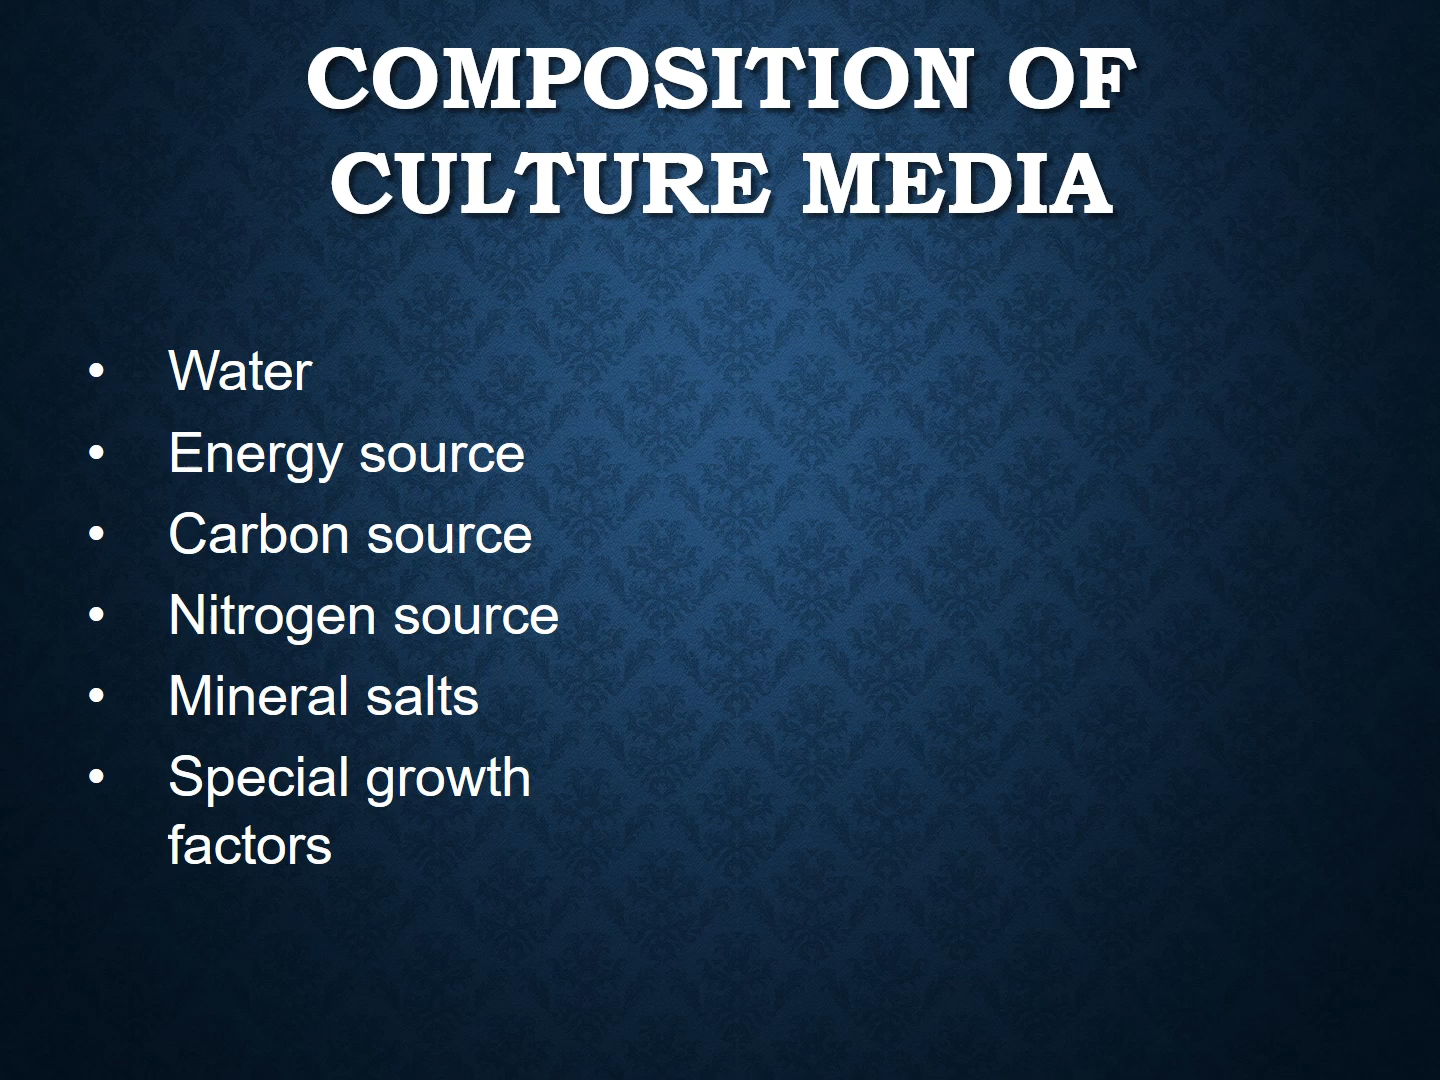 COMPOSITION OF
CULTURE MEDIA
• Water
• Energy source
• Carbon source
• Nitrogen source
• Mineral salts
• Special growth
factors